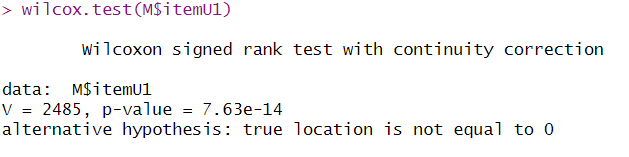 > wilcox.test(M$itemU1)
Wilcoxon signed rank test with continuity correction
data:  M$itemU1
V = 2485, p-value = 7.63e-14
alternative hypothesis: true location is not equal to 0